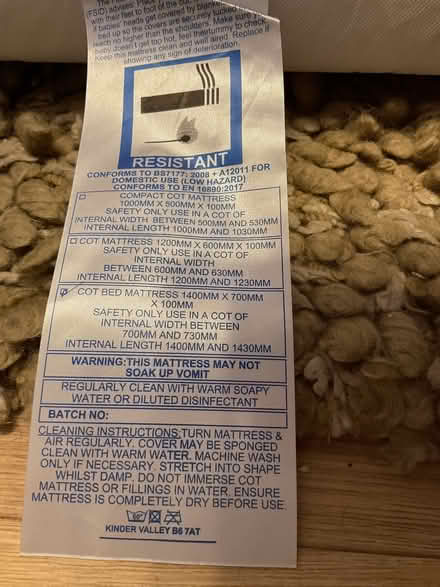 (FSID) advises: Place
with their feet to foot of the cot
if babies' heads get covered by blankets
bed up so the covers are securely tucked
reach no higher than the shoulders. Make sure
baby doesn't get too hot, feel their tummy to check.
Keep this mattress clean and well aired. Replace if
showing any sign of deterioration.
RESISTANT
CONFORMS TO BS7177: 2008 + A12011 FOR
DOMESTIC USE (LOW HAZARD)
CONFORMS TO EN 16890:2017
COMPACT COT MATTRESS
1000MM X 500MM X 100MM
SAFETY ONLY USE IN A COT OF
INTERNAL WIDTH BETWEEN 500MM AND 530MM
INTERNAL LENGTH 1000MM AND 1030MM
COT MATTRESS 1200MM X 600MM X 100MM
SAFETY ONLY USE IN A COT OF
INTERNAL WIDTH
BETWEEN 600MM AND 630MM
INTERNAL LENGTH 1200MM AND 1230MM
COT BED MATTRESS 1400MM X 700MM
X 100MM
SAFETY ONLY USE IN A COT OF
INTERNAL WIDTH BETWEEN
700MM AND 730MM
INTERNAL LENGTH 1400MM AND 1430MM
WARNING:THIS MATTRESS MAY NOT
SOAK UP VOMIT
REGULARLY CLEAN WITH WARM SOAPY
WATER OR DILUTED DISINFECTANT
BATCH NO:
CLEANING INSTRUCTIONS:TURN MATTRESS &
AIR REGULARLY. COVER MAY BE SPONGED
CLEAN WITH WARM WATER. MACHINE WASH
ONLY IF NECESSARY. STRETCH INTO SHAPE
WHILST DAMP. DO NOT IMMERSE COT
MATTRESS OR FILLINGS IN WATER. ENSURE
MATTRESS IS COMPLETELY DRY BEFORE USE.
KINDER VALLEY B6 7AT